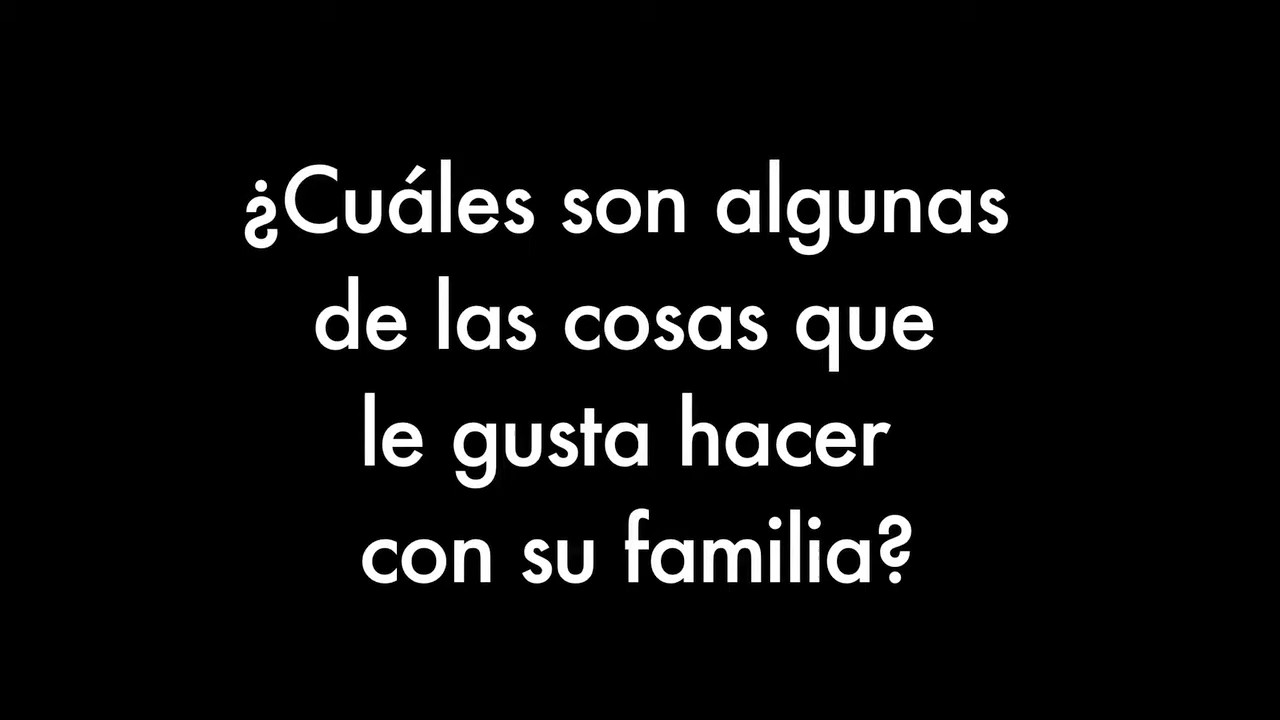 ¿Cuáles son algunas
de las cosas que
le gusta hacer
con su familia?